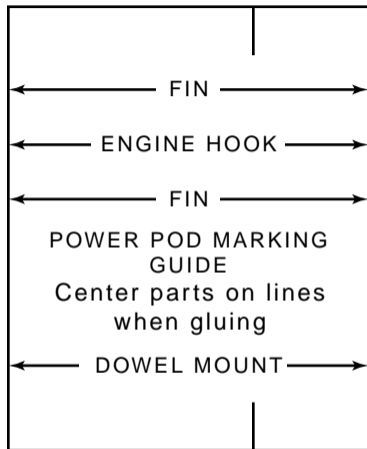 FIN
ENGINE HOOK
FIN
POWER POD MARKING
GUIDE
Center parts on lines
when gluing
DOWEL MOUNT